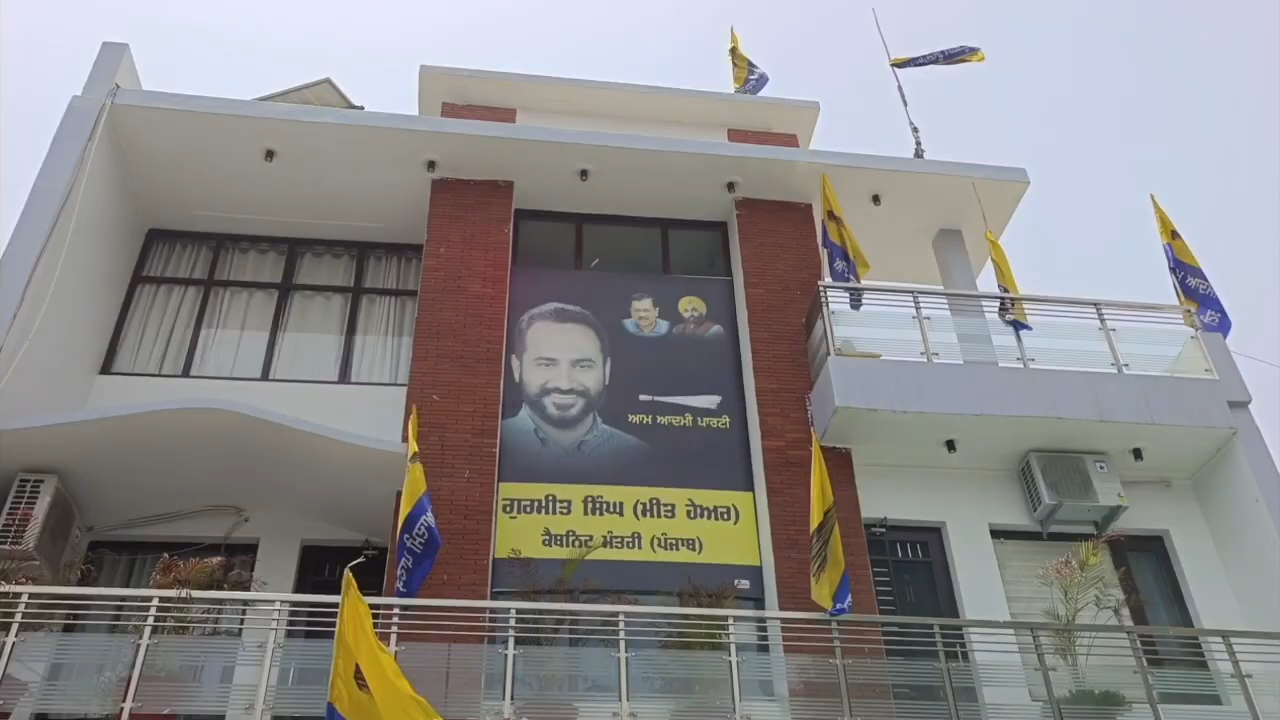 ਆਮ ਆਦਮੀ ਪਾਰਟੀ
ਗੁਰਮੀਤ ਸਿੰਘ (ਮੀਤ ਹੇਅਰ)
ਕੈਬਨਿਟ ਮੰਤਰੀ (ਪੰਜਾਬ)